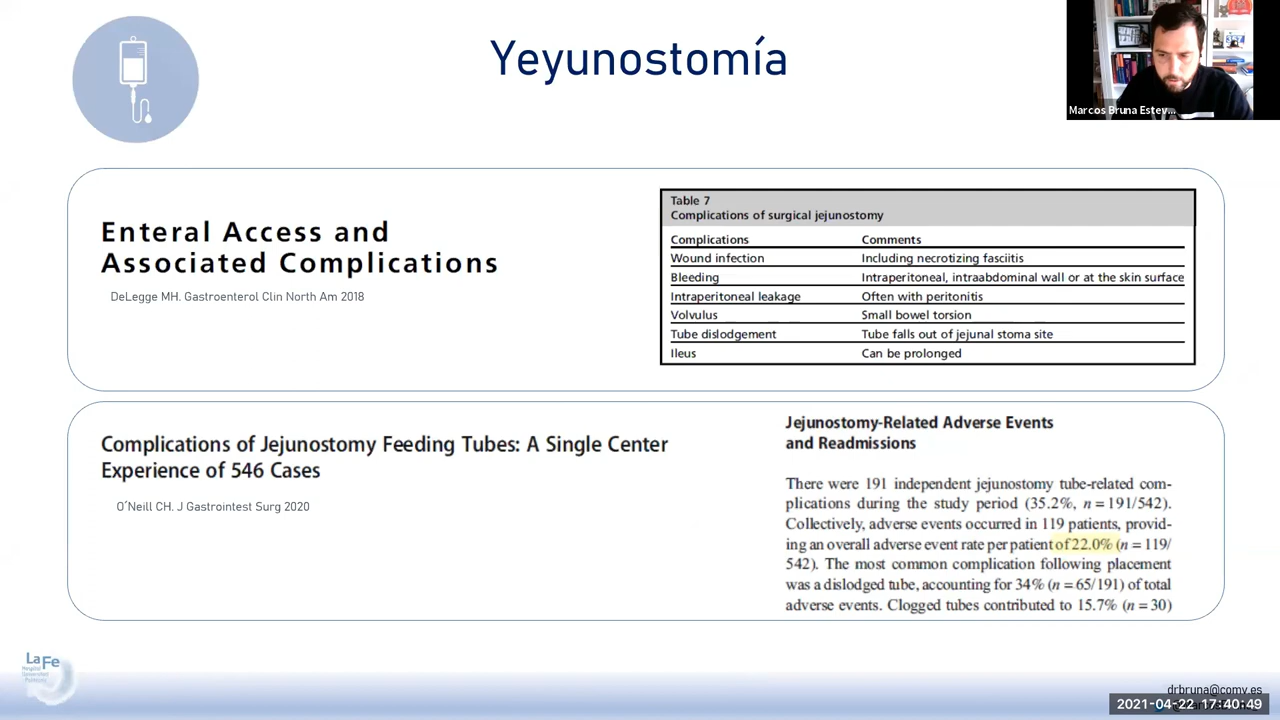 Yeyunostomía
Marcos Bruna Estev...
Enteral Access and
Associated Complications
DeLegge MH. Gastroenterol Clin North Am 2018
Table 7
Complications of surgical jejunostomy
Complications Comments
Wound infection Including necrotizing fasciitis
Bleeding Intraperitoneal, intraabdominal wall or at the skin surface
Intraperitoneal leakage Often with peritonitis
Volvulus Small bowel torsion
Tube dislodgement Tube falls out of jejunal stoma site
Ileus Can be prolonged
Complications of Jejunostomy Feeding Tubes: A Single Center
Experience of 546 Cases
O´Neill CH. J Gastrointest Surg 2020
Jejunostomy-Related Adverse Events
and Readmissions
There were 191 independent jejunostomy tube-related com-
plications during the study period (35.2%, n = 191/542).
Collectively, adverse events occurred in 119 patients, provid-
ing an overall adverse event rate per patient of 22.0% (n = 119/
542). The most common complication following placement
was a dislodged tube, accounting for 34% (n = 65/191) of total
adverse events. Clogged tubes contributed to 15.7% (n = 30)
La Fe
Hospital
Universitari
drbruna@comv.es
2021-04-22 17:40:49